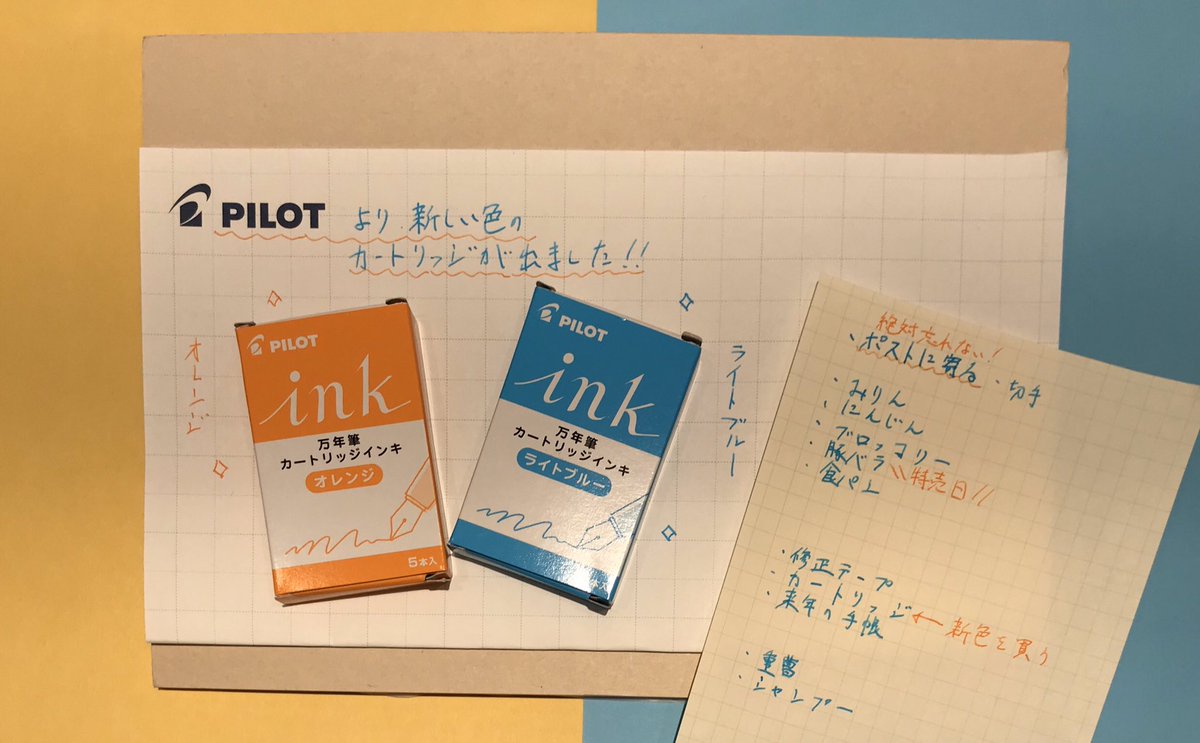 PILOT
より 新しい色の
カートリッジが出ました!!
オレンジ
PILOT
ink
万年筆
カートリッジインキ
オレンジ
5本入
PILOT
ink
万年筆
カートリッジインキ
ライトブルー
ライトブルー
絶対忘れない!
・ポストに寄る ・切手
・みりん
・にんじん
・ブロッコリー
・豚バラ \\特売日//
・食パン
・修正テープ
・カートリッジ ← 新色を買う
・来年の手帳
・重曹
・シャンプー